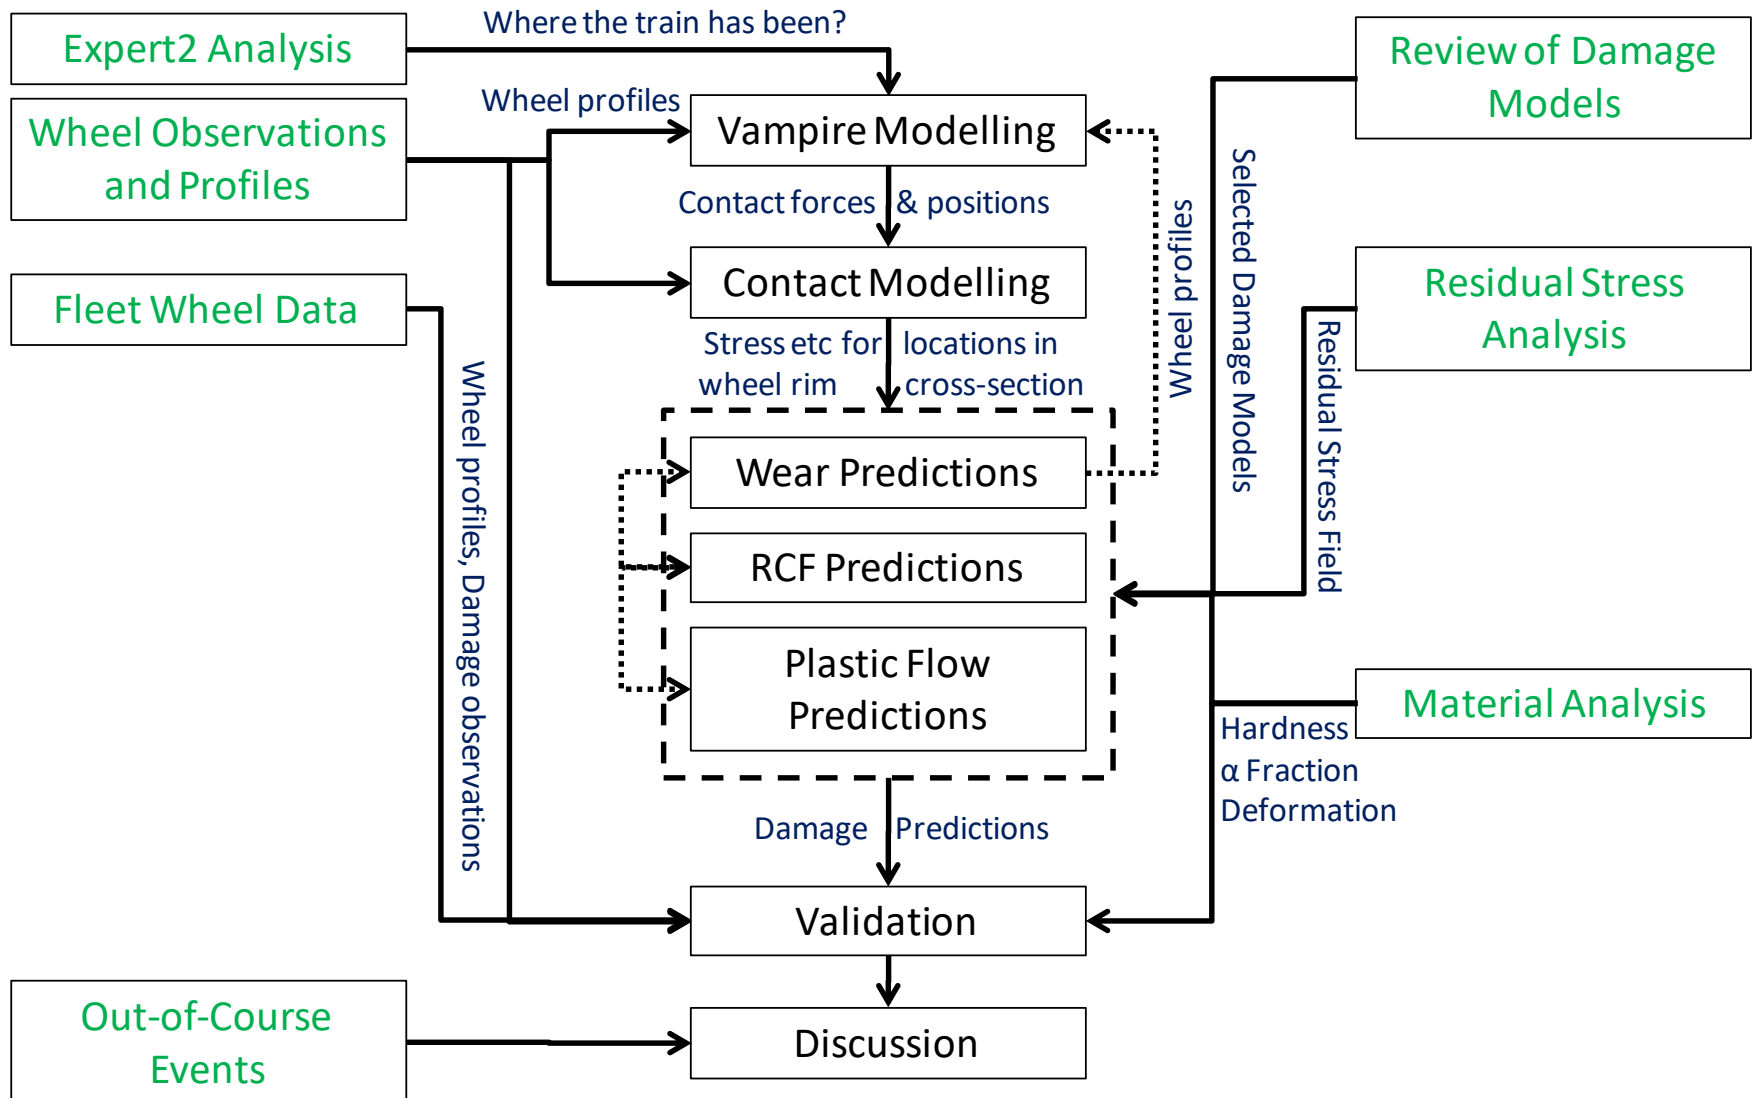 Where the train has been?
Expert2 Analysis
Wheel Observations
and Profiles
Wheel profiles
Vampire Modelling
Review of Damage
Models
Contact forces & positions
Contact Modelling
Fleet Wheel Data
Residual Stress
Analysis
Stress etc for locations in
wheel rim cross-section
Wheel profiles
Selected Damage Models
Residual Stress Field
Wheel profiles, Damage observations
Wear Predictions
RCF Predictions
Plastic Flow
Predictions
Material Analysis
Hardness
α Fraction
Deformation
Damage Predictions
Validation
Out-of-Course
Events
Discussion